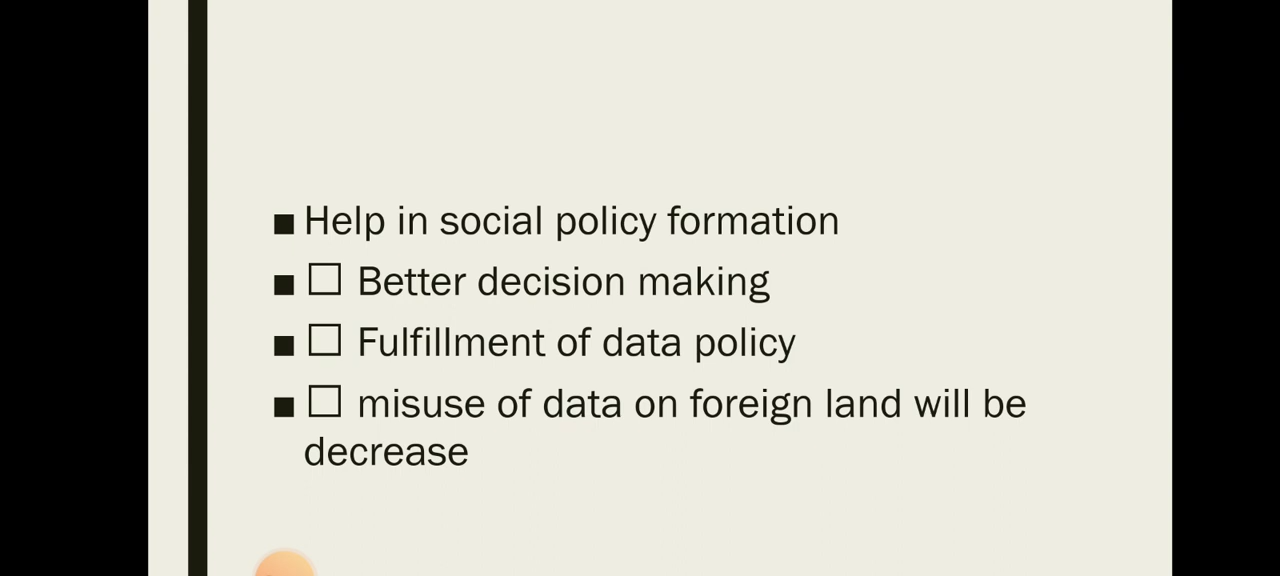 ■ Help in social policy formation
■ ☐ Better decision making
■ ☐ Fulfillment of data policy
■ ☐ misuse of data on foreign land will be
decrease